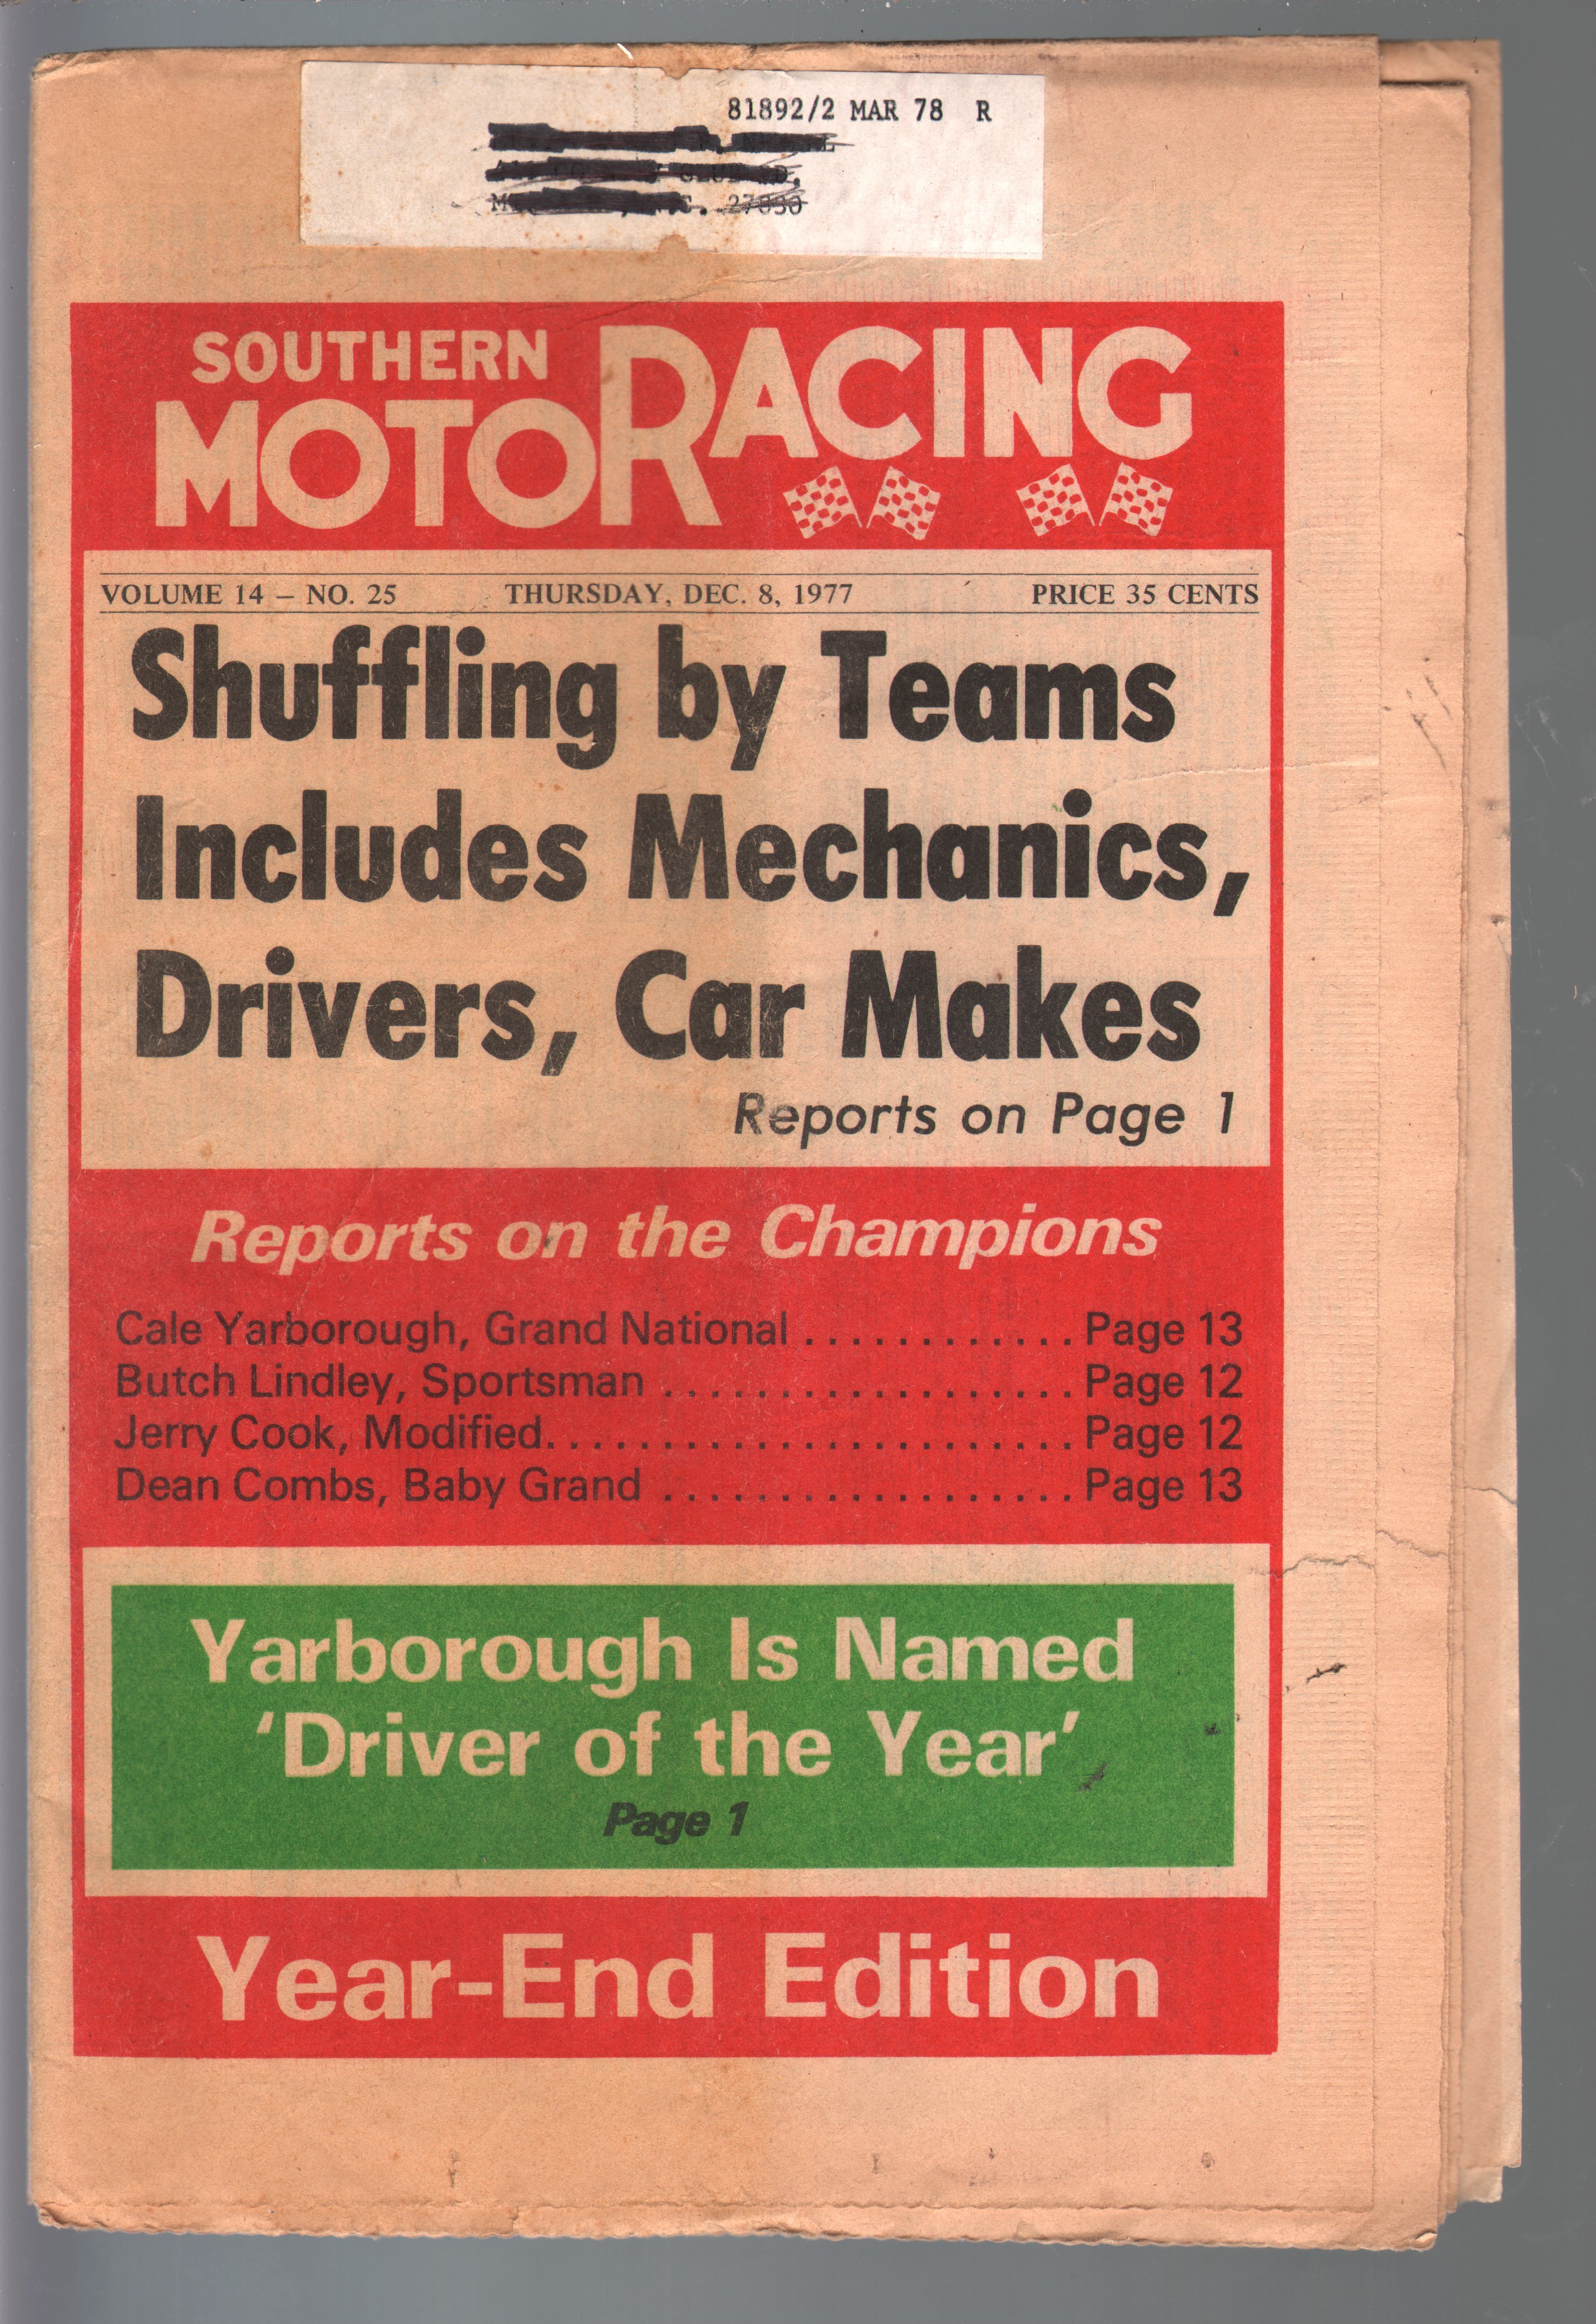 81892/2 MAR 78 R
27030
SOUTHERN
MOTORACING
VOLUME 14 – NO. 25 THURSDAY, DEC. 8, 1977 PRICE 35 CENTS
Shuffling by Teams
Includes Mechanics,
Drivers, Car Makes
Reports on Page 1
Reports on the Champions
Cale Yarborough, Grand National . . . . . . . . . . . . Page 13
Butch Lindley, Sportsman . . . . . . . . . . . . . . . . . . Page 12
Jerry Cook, Modified. . . . . . . . . . . . . . . . . . . . . . . Page 12
Dean Combs, Baby Grand . . . . . . . . . . . . . . . . . . Page 13
Yarborough Is Named
‘Driver of the Year’
Page 1
Year-End Edition